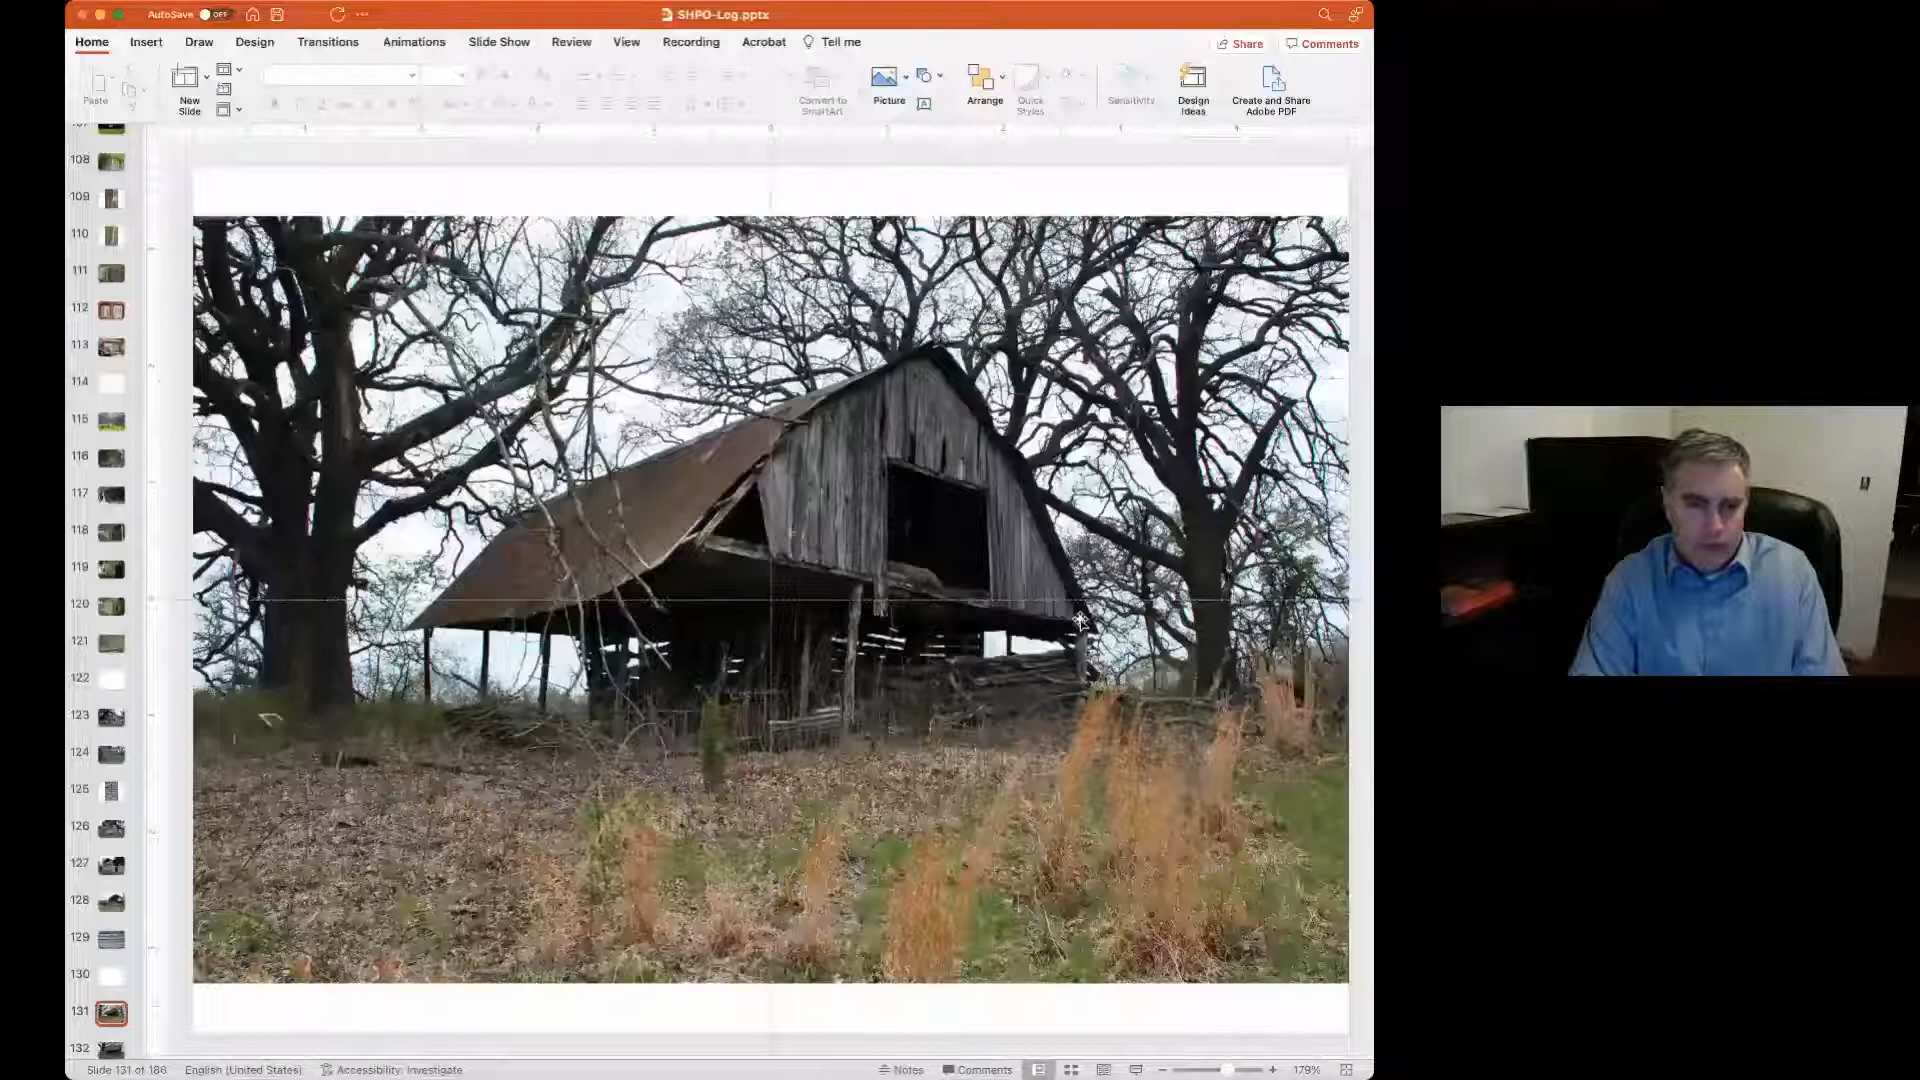 AutoSave OFF
SHPO-Log.pptx
Home Insert Draw Design Transitions Animations Slide Show Review View Recording Acrobat Tell me
Share Comments
Paste
New Slide
Convert to SmartArt
Picture
Arrange
Quick Styles
Sensitivity
Design Ideas
Create and Share Adobe PDF
108
109
110
111
112
113
114
115
116
117
118
119
120
121
122
123
124
125
126
127
128
129
130
131
132
Slide 131 of 186 English (United States) Accessibility: Investigate Notes Comments 179%